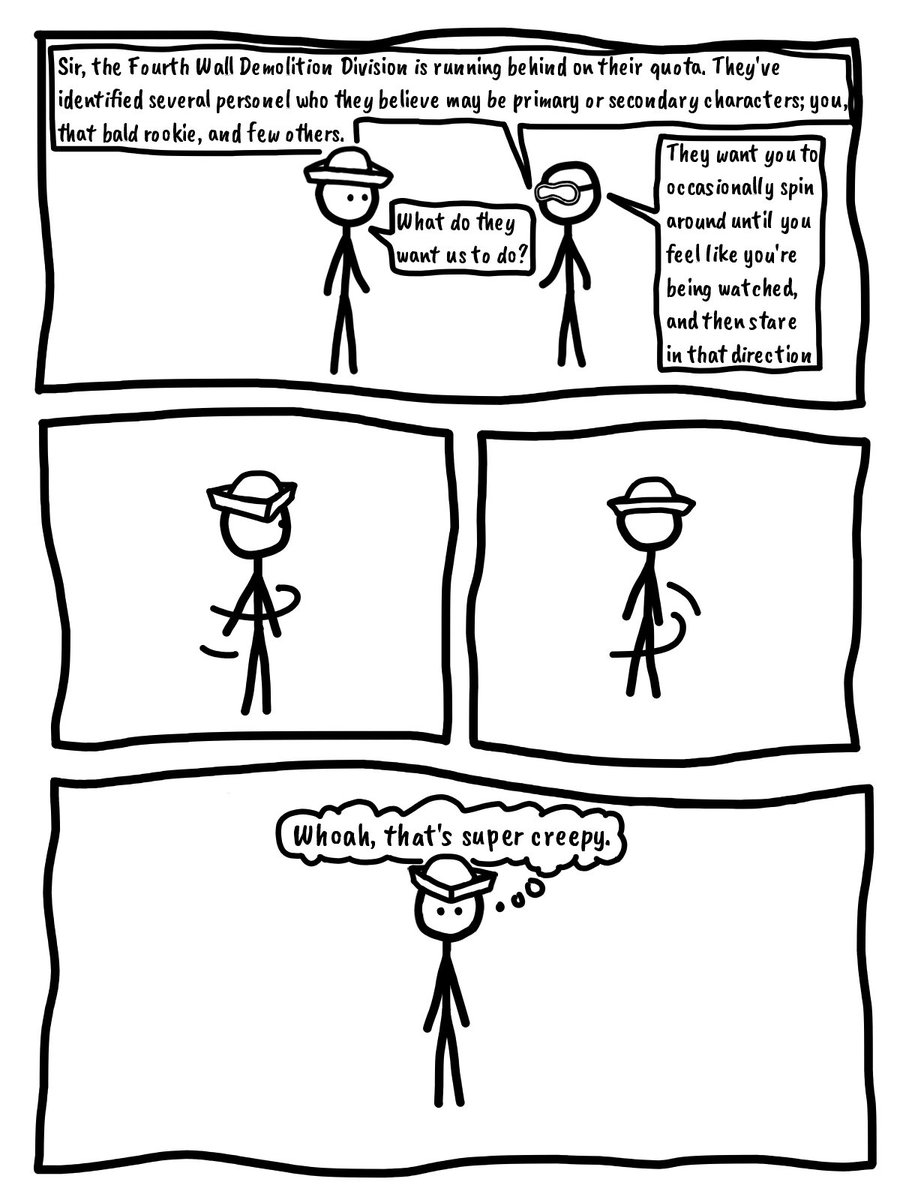 Sir, the Fourth Wall Demolition Division is running behind on their quota. They've
identified several personel who they believe may be primary or secondary characters; you,
that bald rookie, and few others.
What do they
want us to do?
They want you to
occasionally spin
around until you
feel like you're
being watched,
and then stare
in that direction
Whoah, that's super creepy.